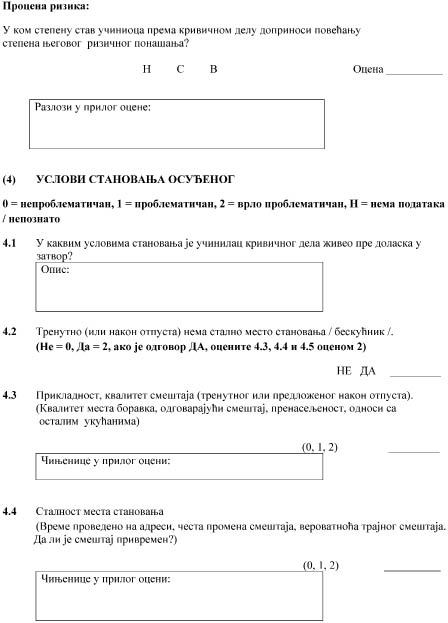 Процена ризика:
У ком степену став учиниоца према кривичном делу доприноси повећању
степена његовог ризичног понашања?
Н С В Оцена __________
Разлози у прилог оцене:
(4) УСЛОВИ СТАНОВАЊА ОСУЂЕНОГ
0 = непроблематичан, 1 = проблематичан, 2 = врло проблематичан, Н = нема података
/ непознато
4.1 У каквим условима становања је учинилац кривичног дела живео пре доласка у
затвор?
Опис:
4.2 Тренутно (или након отпуста) нема стално место становања / бескућник /.
(Не = 0, Да = 2, ако је одговор ДА, оцените 4.3, 4.4 и 4.5 оценом 2)
НЕ ДА _________
4.3 Прикладност, квалитет смештаја (тренутног или предложеног након отпуста).
(Квалитет места боравка, одговарајући смештај, пренасељеност, односи са
осталим укућанима)
(0, 1, 2) _________
Чињенице у прилог оцени:
4.4 Сталност места становања
(Време проведено на адреси, честа промена смештаја, вероватноћа трајног смештаја.
Да ли је смештај привремен?)
(0, 1, 2) __________
Чињенице у прилог оцени: